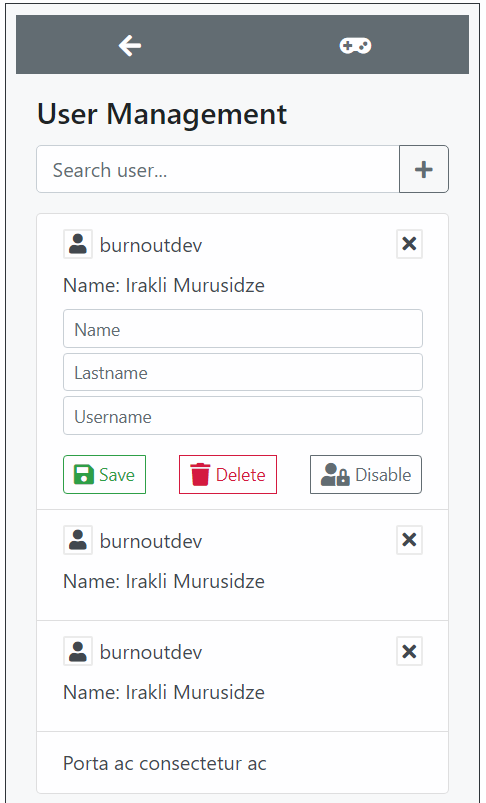 User Management
Search user...
burnoutdev
Name: Irakli Murusidze
Name
Lastname
Username
Save Delete Disable
burnoutdev
Name: Irakli Murusidze
burnoutdev
Name: Irakli Murusidze
Porta ac consectetur ac